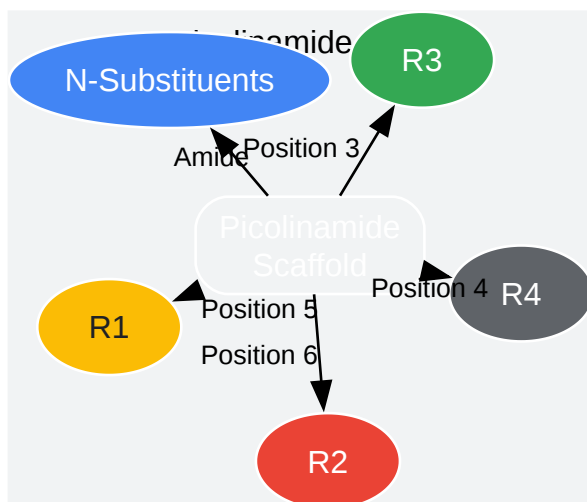 N-Substituents
R3
Amide
Position 3
Picolinamide
Scaffold
Position 4
R4
R1
Position 5
Position 6
R2